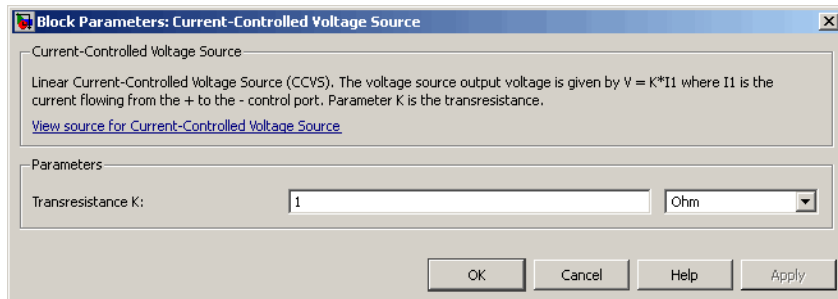 Block Parameters: Current-Controlled Voltage Source
Current-Controlled Voltage Source
Linear Current-Controlled Voltage Source (CCVS). The voltage source output voltage is given by V = K*I1 where I1 is the
current flowing from the + to the - control port. Parameter K is the transresistance.
View source for Current-Controlled Voltage Source
Parameters
Transresistance K: 1 Ohm
OK Cancel Help Apply